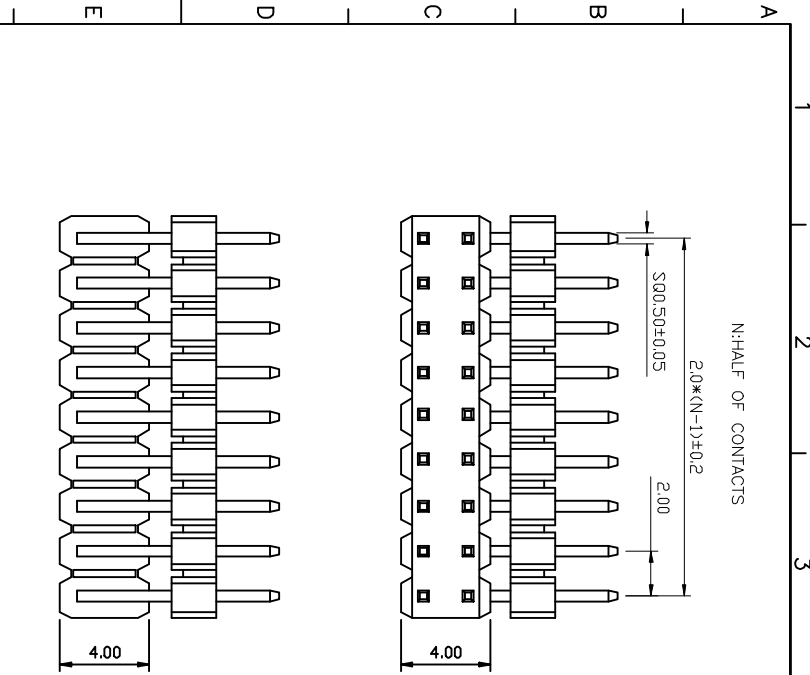 E
D
C
B
A
1
2
3
N:HALF OF CONTACTS
2.0*(N-1)±0.2
SQ0.50±0.05
2.00
4.00
4.00